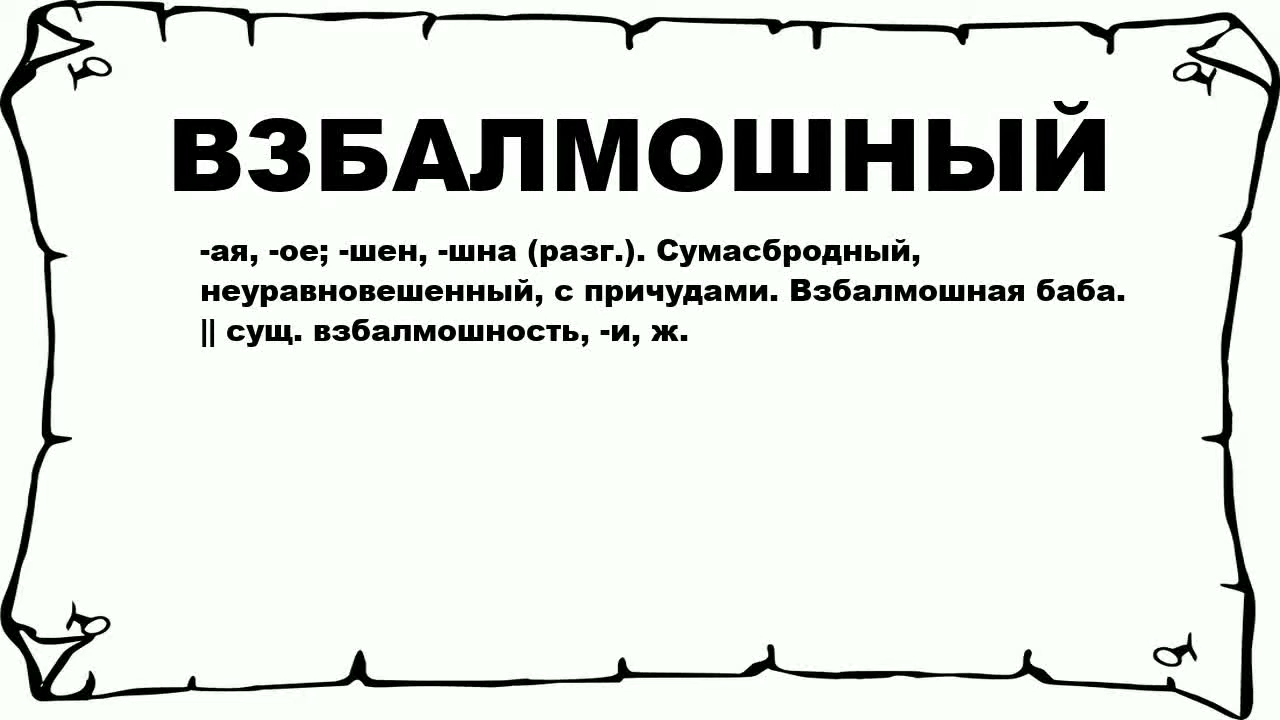 ВЗБАЛМОШНЫЙ
-ая, -ое; -шен, -шна (разг.). Сумасбродный,
неуравновешенный, с причудами. Взбалмошная баба.
|| сущ. взбалмошность, -и, ж.